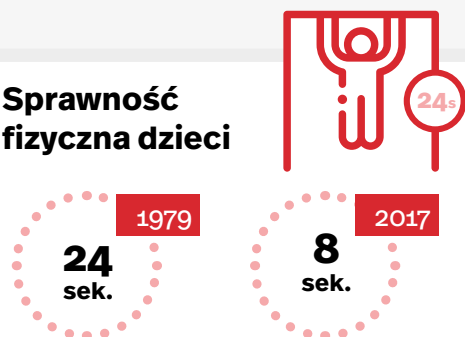 Sprawność
fizyczna dzieci
24s
1979
24
sek.
2017
8
sek.